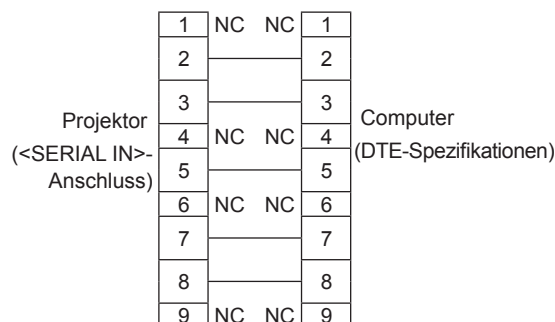 1 NC NC 1
2 2
3 3
Projektor
(<SERIAL IN>-
Anschluss)
4 NC NC 4
Computer
(DTE-Spezifikationen)
5 5
6 NC NC 6
7 7
8 8
9 NC NC 9